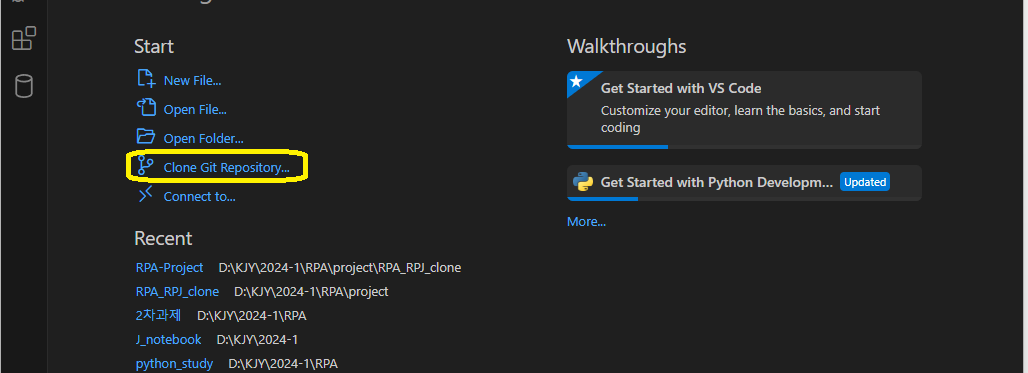 Start
New File...
Open File...
Open Folder...
Clone Git Repository...
Connect to...
Recent
RPA-Project D:\KJY\2024-1\RPA\project\RPA_RPJ_clone
RPA_RPJ_clone D:\KJY\2024-1\RPA\project
2차과제 D:\KJY\2024-1\RPA
J_notebook D:\KJY\2024-1
python_study D:\KJY\2024-1\RPA
Walkthroughs
Get Started with VS Code
Customize your editor, learn the basics, and start
coding
Get Started with Python Developm... Updated
More...